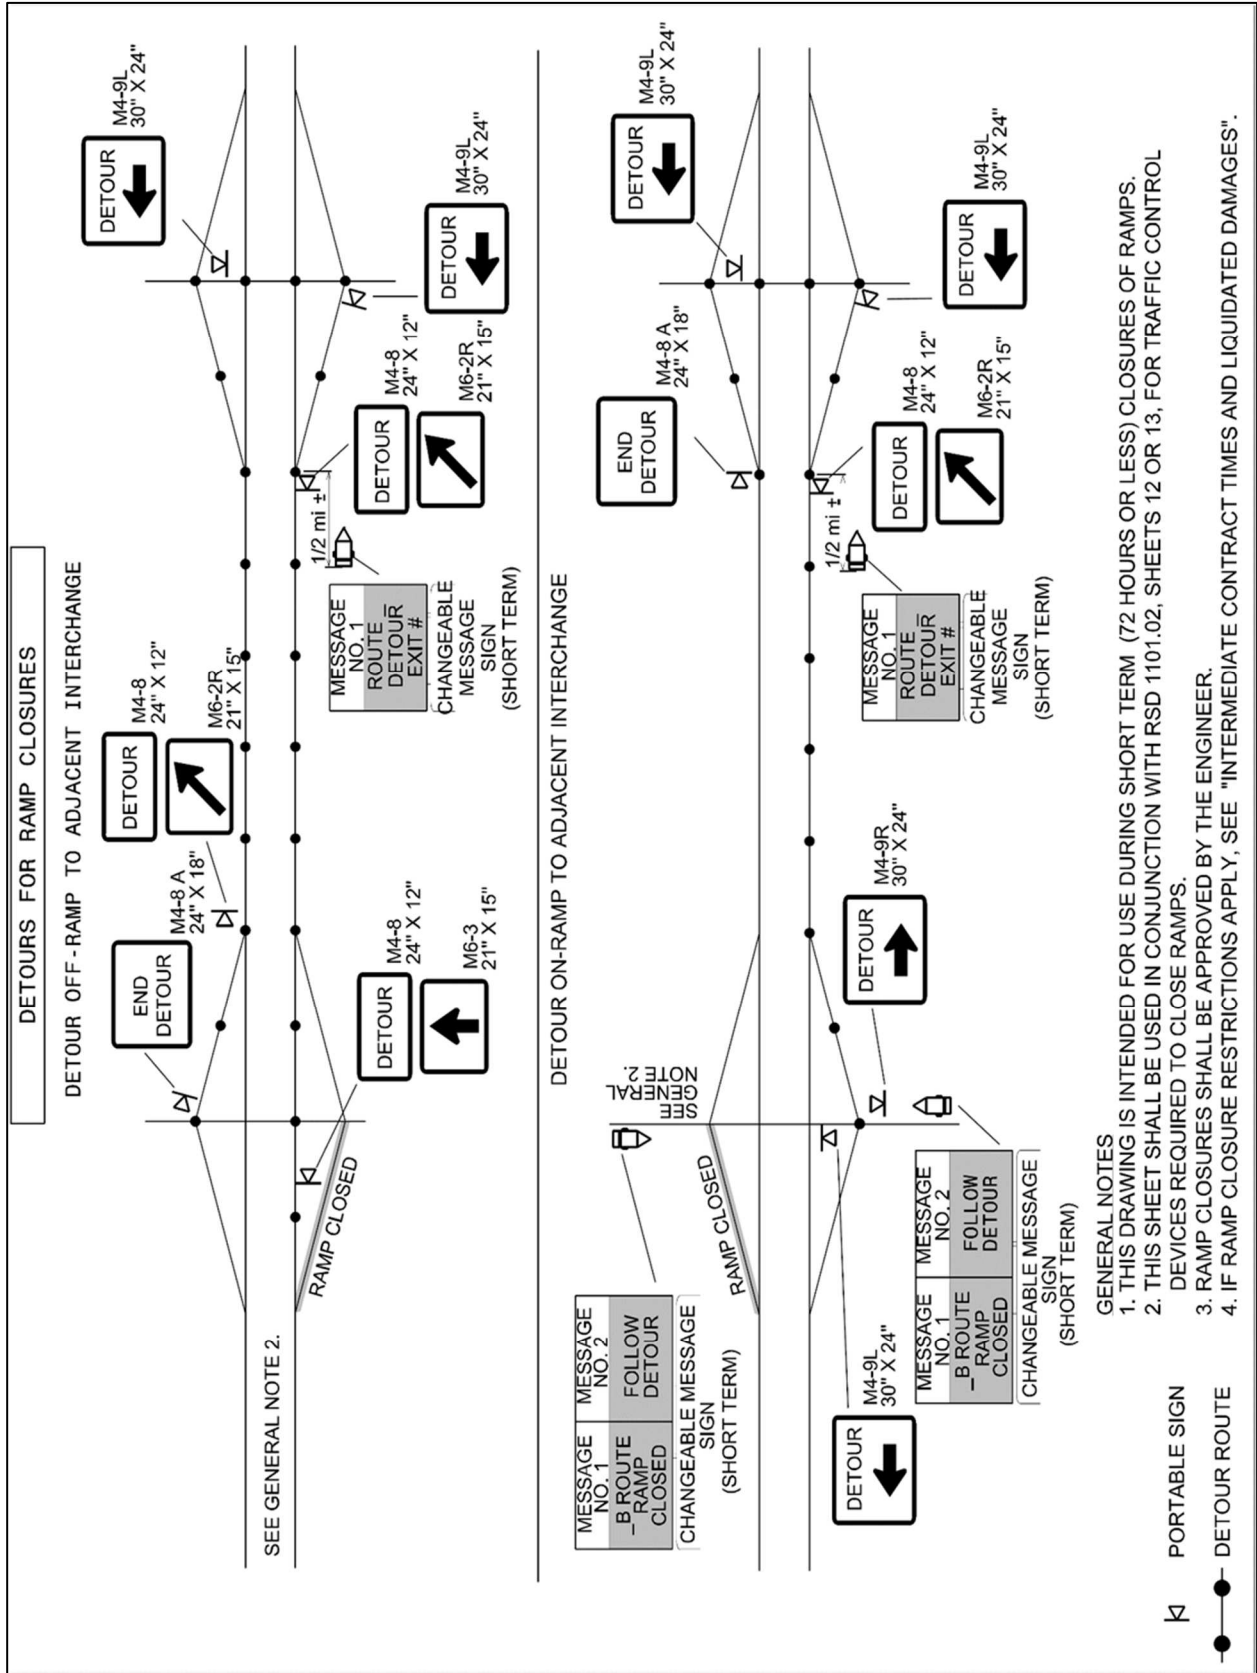 DETOURS FOR RAMP CLOSURES
DETOUR OFF-RAMP TO ADJACENT INTERCHANGE
SEE GENERAL NOTE 2.
RAMP CLOSED
END
DETOUR
M4-8 A
24" X 18"
DETOUR
M4-8
24" X 12"
M6-2R
21" X 15"
DETOUR
M4-9L
30" X 24"
DETOUR
M4-8
24" X 12"
M6-3
21" X 15"
MESSAGE
NO. 1
ROUTE _
DETOUR
EXIT #
CHANGEABLE
MESSAGE
SIGN
(SHORT TERM)
1/2 mi ±
DETOUR
M4-8
24" X 12"
M6-2R
21" X 15"
DETOUR
M4-9L
30" X 24"
DETOUR ON-RAMP TO ADJACENT INTERCHANGE
MESSAGE
NO. 1
MESSAGE
NO. 2
_ B ROUTE
RAMP
CLOSED
FOLLOW
DETOUR
CHANGEABLE MESSAGE
SIGN
(SHORT TERM)
SEE
GENERAL
NOTE 2.
RAMP CLOSED
END
DETOUR
M4-8 A
24" X 18"
DETOUR
M4-9L
30" X 24"
DETOUR
M4-9L
30" X 24"
MESSAGE
NO. 1
MESSAGE
NO. 2
_ B ROUTE
RAMP
CLOSED
FOLLOW
DETOUR
CHANGEABLE MESSAGE
SIGN
(SHORT TERM)
DETOUR
M4-9R
30" X 24"
MESSAGE
NO. 1
ROUTE _
DETOUR
EXIT #
CHANGEABLE
MESSAGE
SIGN
(SHORT TERM)
1/2 mi ±
DETOUR
M4-8
24" X 12"
M6-2R
21" X 15"
DETOUR
M4-9L
30" X 24"
PORTABLE SIGN
DETOUR ROUTE
GENERAL NOTES
1. THIS DRAWING IS INTENDED FOR USE DURING SHORT TERM (72 HOURS OR LESS) CLOSURES OF RAMPS.
2. THIS SHEET SHALL BE USED IN CONJUNCTION WITH RSD 1101.02, SHEETS 12 OR 13, FOR TRAFFIC CONTROL
DEVICES REQUIRED TO CLOSE RAMPS.
3. RAMP CLOSURES SHALL BE APPROVED BY THE ENGINEER.
4. IF RAMP CLOSURE RESTRICTIONS APPLY, SEE "INTERMEDIATE CONTRACT TIMES AND LIQUIDATED DAMAGES".